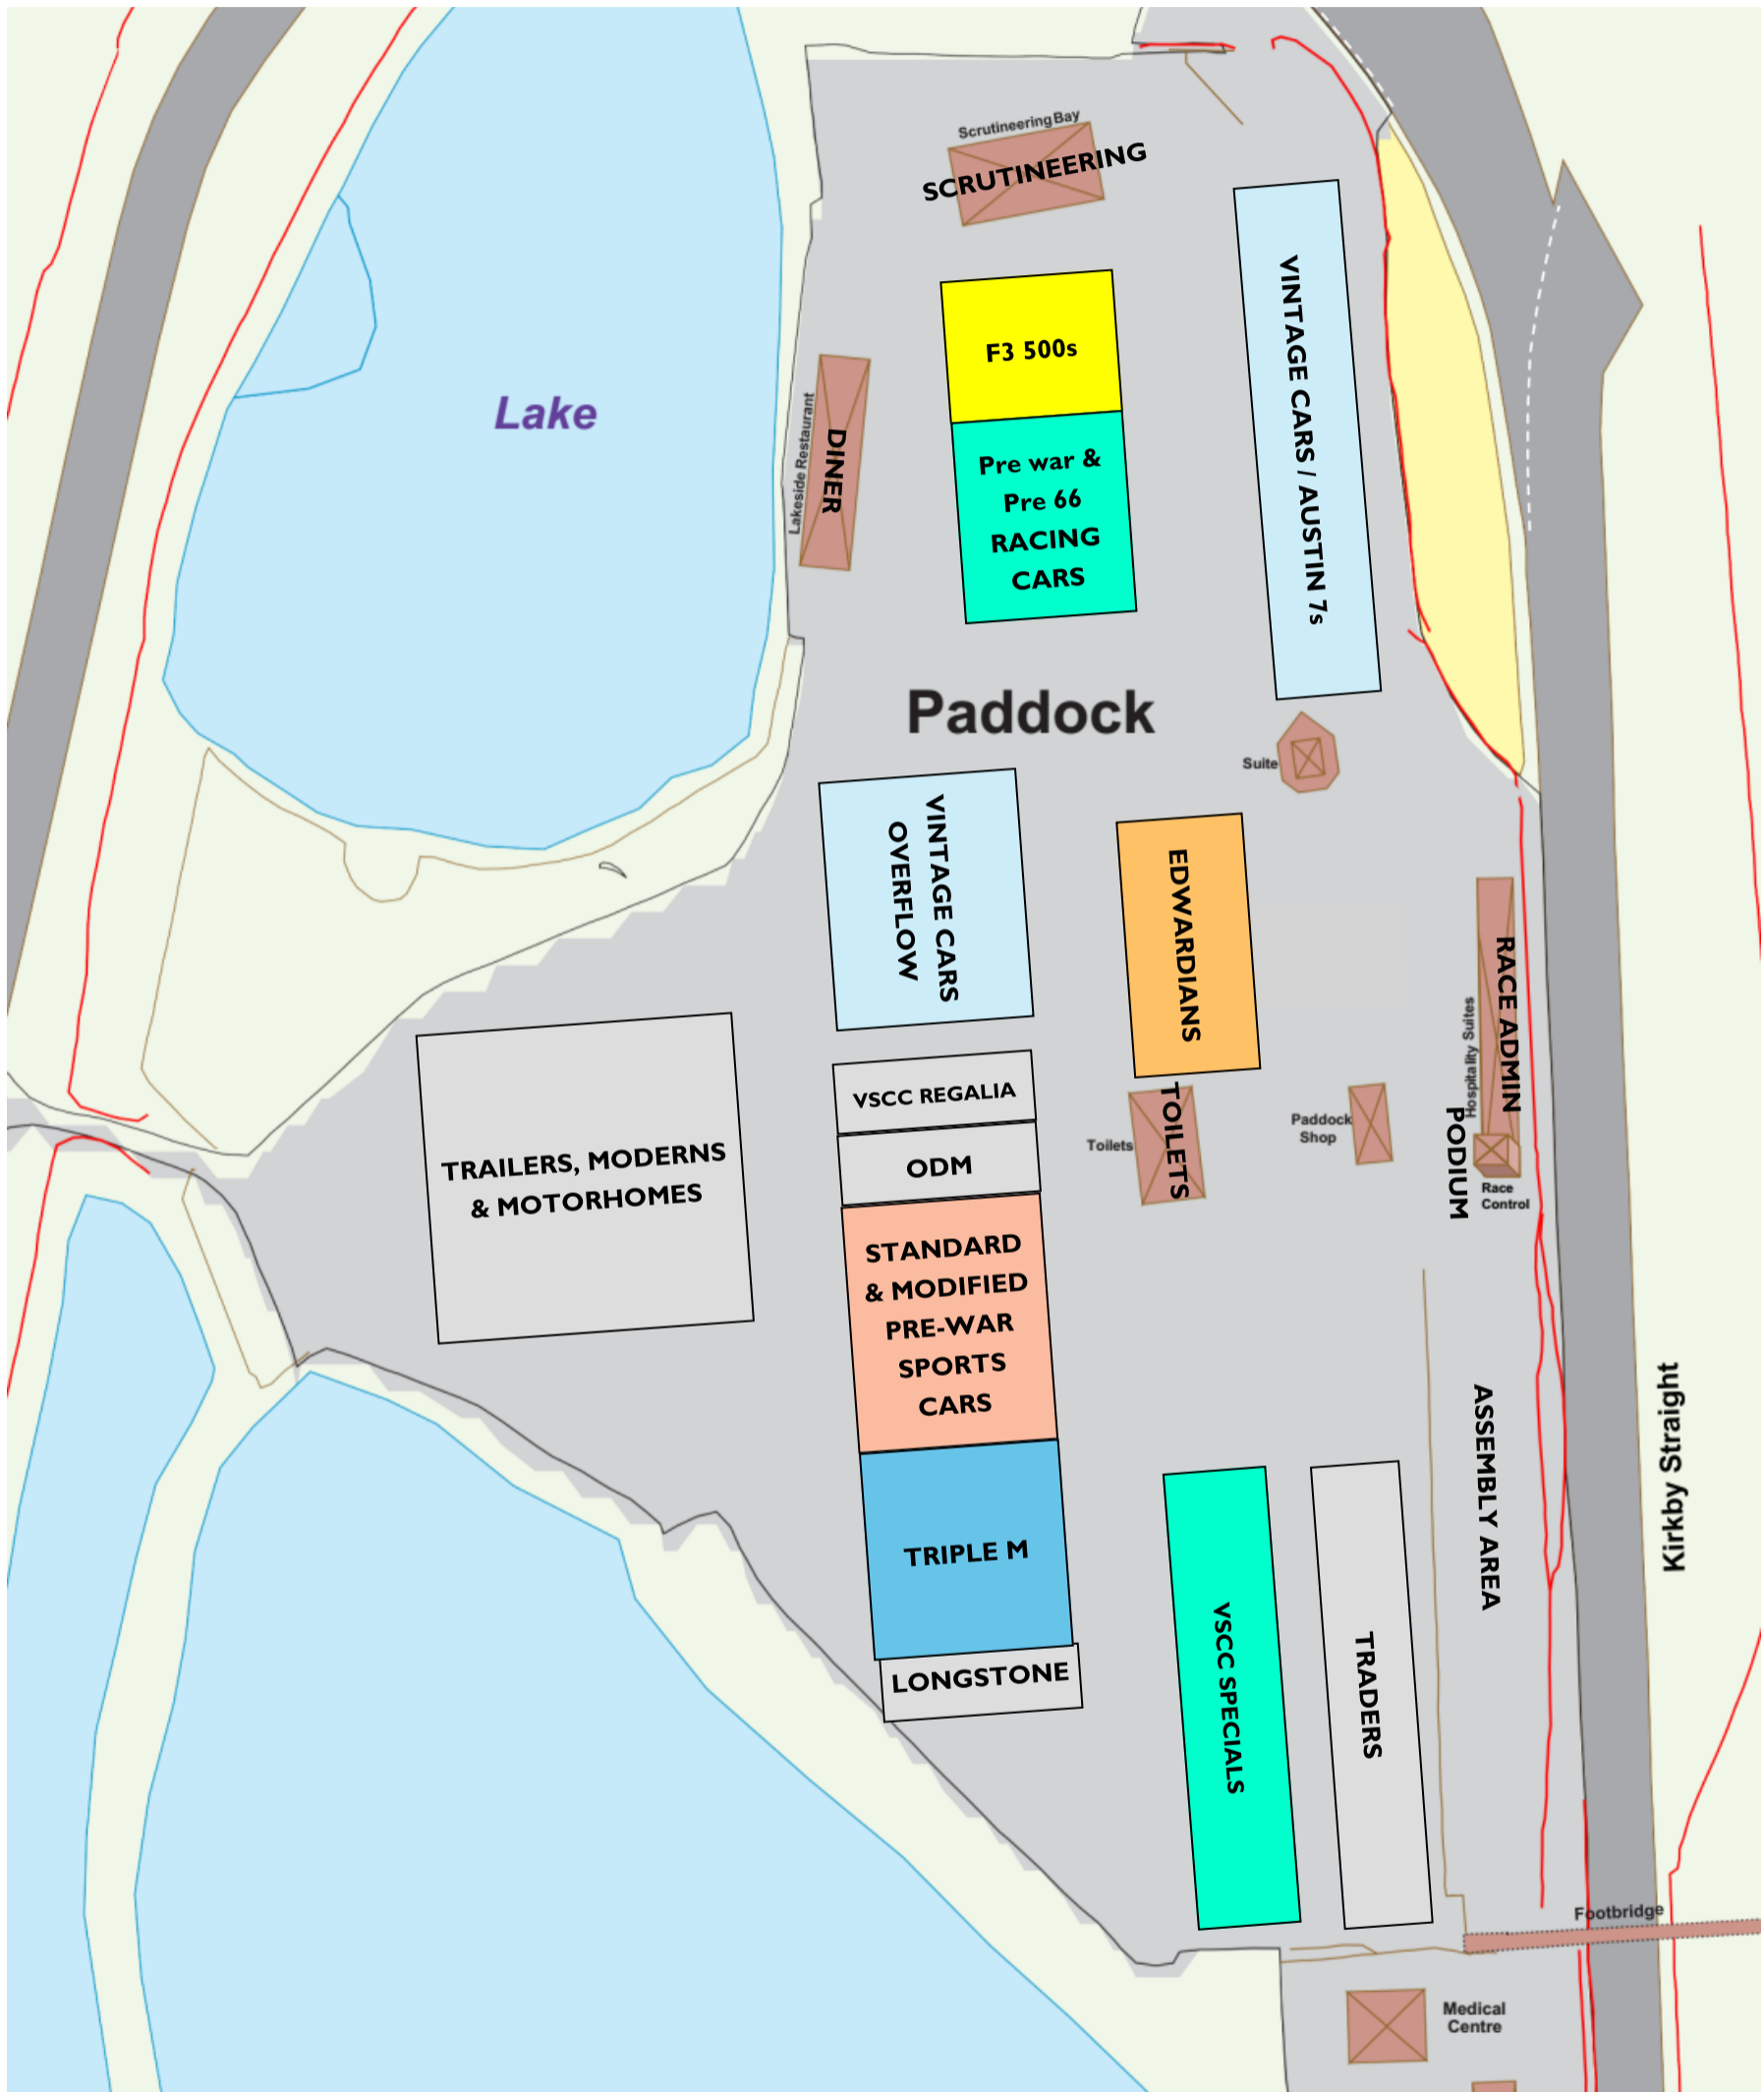 Scrutineering Bay
SCRUTINEERING
F3 500s
Pre war &
Pre 66
RACING
CARS
VINTAGE CARS / AUSTIN 7s
Lake
Lakeside Restaurant
DINER
Paddock
Suite
VINTAGE CARS
OVERFLOW
EDWARDIANS
RACE ADMIN
Hospitality Suites
PODIUM
Race
Control
VSCC REGALIA
ODM
TOILETS
Toilets
Paddock
Shop
TRAILERS, MODERNS
& MOTORHOMES
STANDARD
& MODIFIED
PRE-WAR
SPORTS
CARS
TRIPLE M
LONGSTONE
VSCC SPECIALS
TRADERS
ASSEMBLY AREA
Kirkby Straight
Footbridge
Medical
Centre